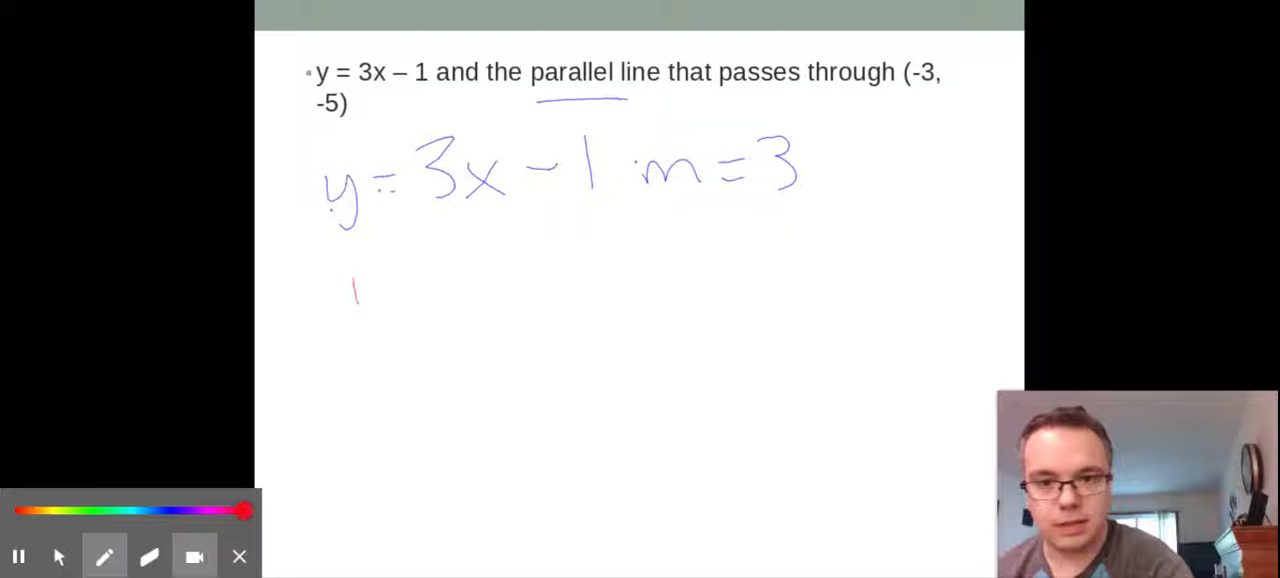 y = 3x – 1 and the parallel line that passes through (-3,
-5)
y = 3x - 1 m = 3